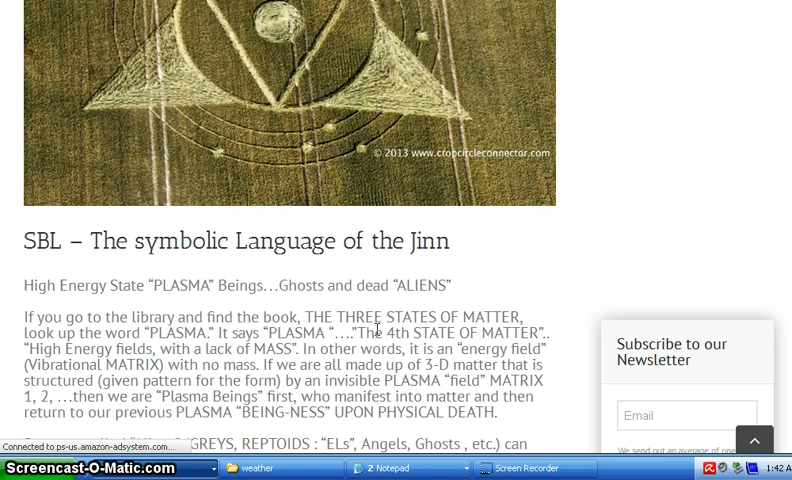 © 2013 www.cropcircleconnector.com
SBL – The symbolic Language of the Jinn
High Energy State “PLASMA” Beings…Ghosts and dead “ALIENS”
If you go to the library and find the book, THE THREE STATES OF MATTER,
look up the word “PLASMA.” It says “PLASMA “….”The 4th STATE OF MATTER”..
“High Energy fields, with a lack of MASS”. In other words, it is an “energy field”
(Vibrational MATRIX) with no mass. If we are all made up of 3-D matter that is
structured (given pattern for the form) by an invisible PLASMA “field” MATRIX
1, 2, …then we are “Plasma Beings” first, who manifest into matter and then
return to our previous PLASMA “BEING-NESS” UPON PHYSICAL DEATH.
GREYS, REPTOIDS : “ELs”, Angels, Ghosts , etc.) can
Subscribe to our
Newsletter
Email
We send out an average of one
Connected to ps-us.amazon-adsystem.com...
Screencast-O-Matic.com
weather
2 Notepad
Screen Recorder
1:42 A